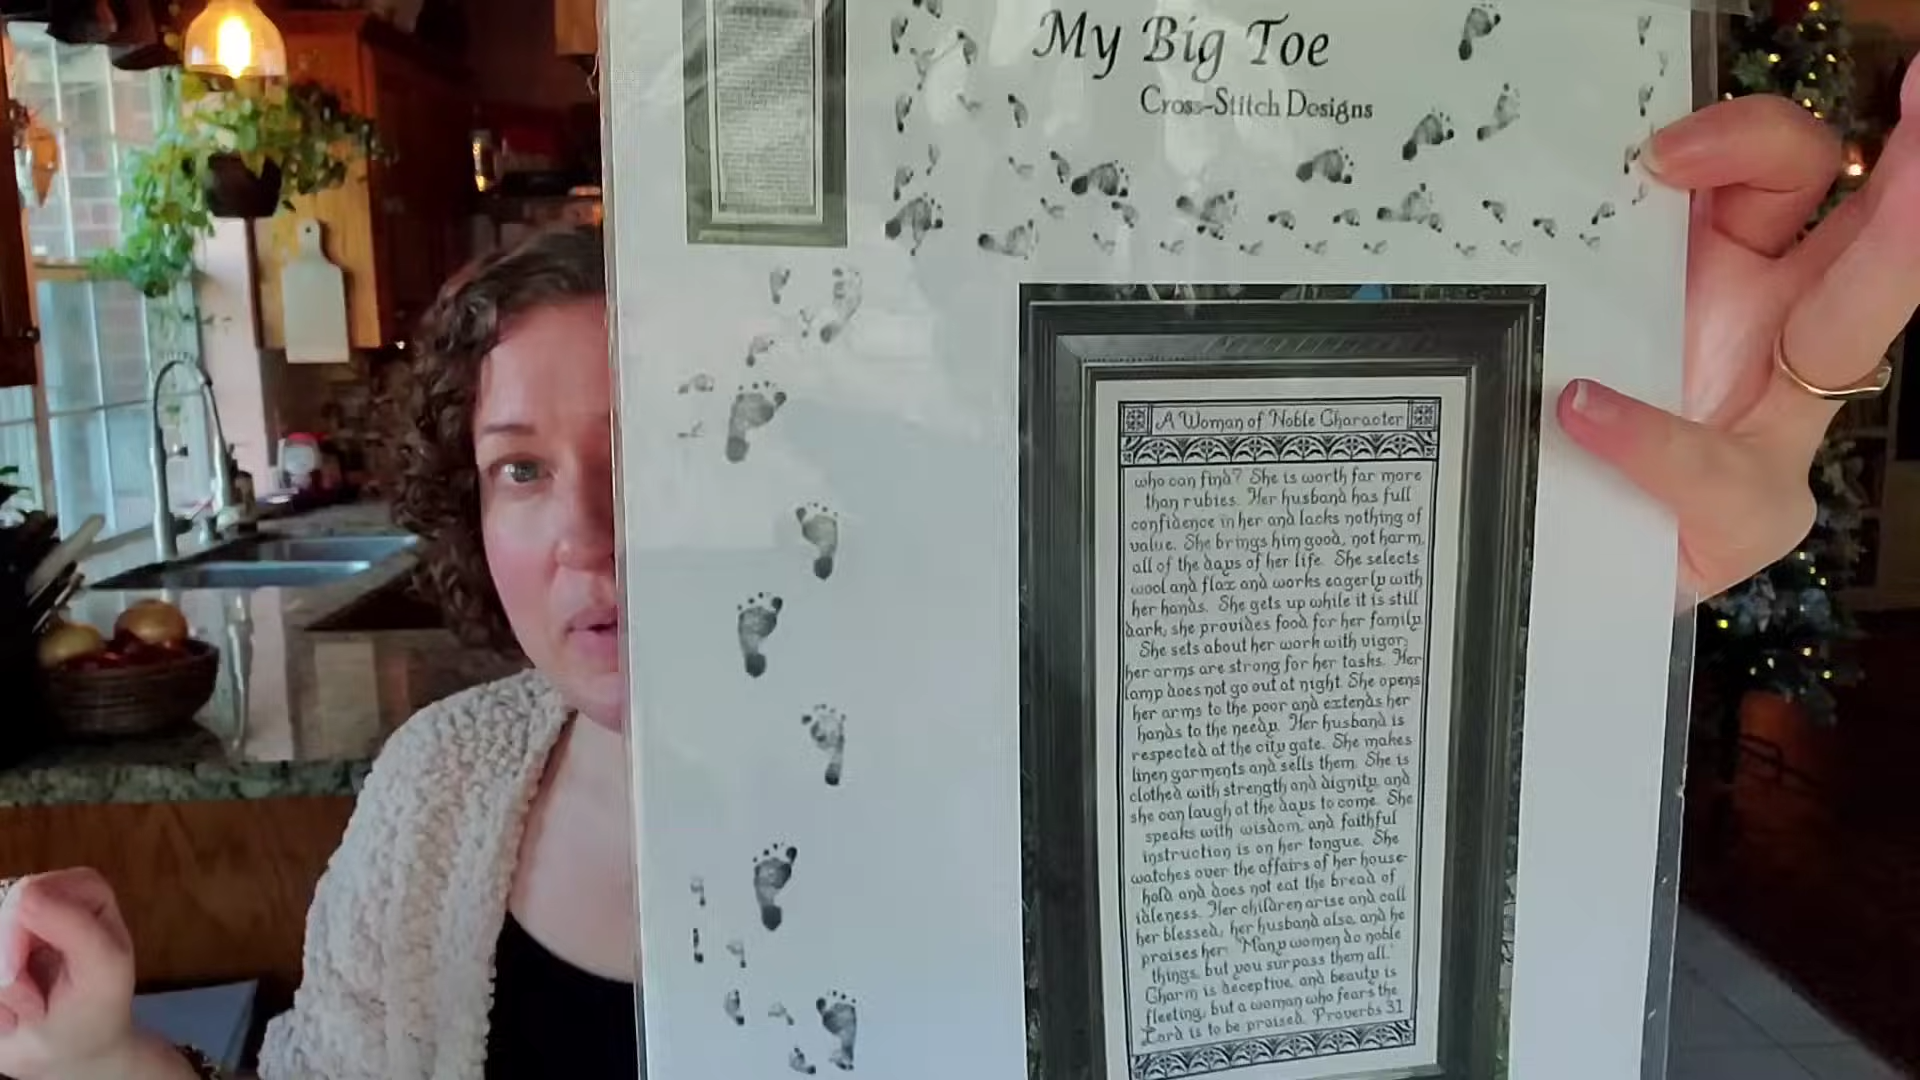 My Big Toe
Cross-Stitch Designs
A Woman of Noble Character
who can find? She is worth far more
than rubies. Her husband has full
confidence in her and lacks nothing of
value. She brings him good, not harm,
all of the days of her life. She selects
wool and flax and works eagerly with
her hands. She gets up while it is still
dark; she provides food for her family.
She sets about her work with vigor;
her arms are strong for her tasks. Her
lamp does not go out at night. She opens
her arms to the poor and extends her
hands to the needy. Her husband is
respected at the city gate. She makes
linen garments and sells them. She is
clothed with strength and dignity, and
she can laugh at the days to come. She
speaks with wisdom, and faithful
instruction is on her tongue. She
watches over the affairs of her house-
hold and does not eat the bread of
idleness. Her children arise and call
her blessed; her husband also, and he
praises her: "Many women do noble
things, but you surpass them all."
Charm is deceptive, and beauty is
fleeting; but a woman who fears the
Lord is to be praised. Proverbs 31